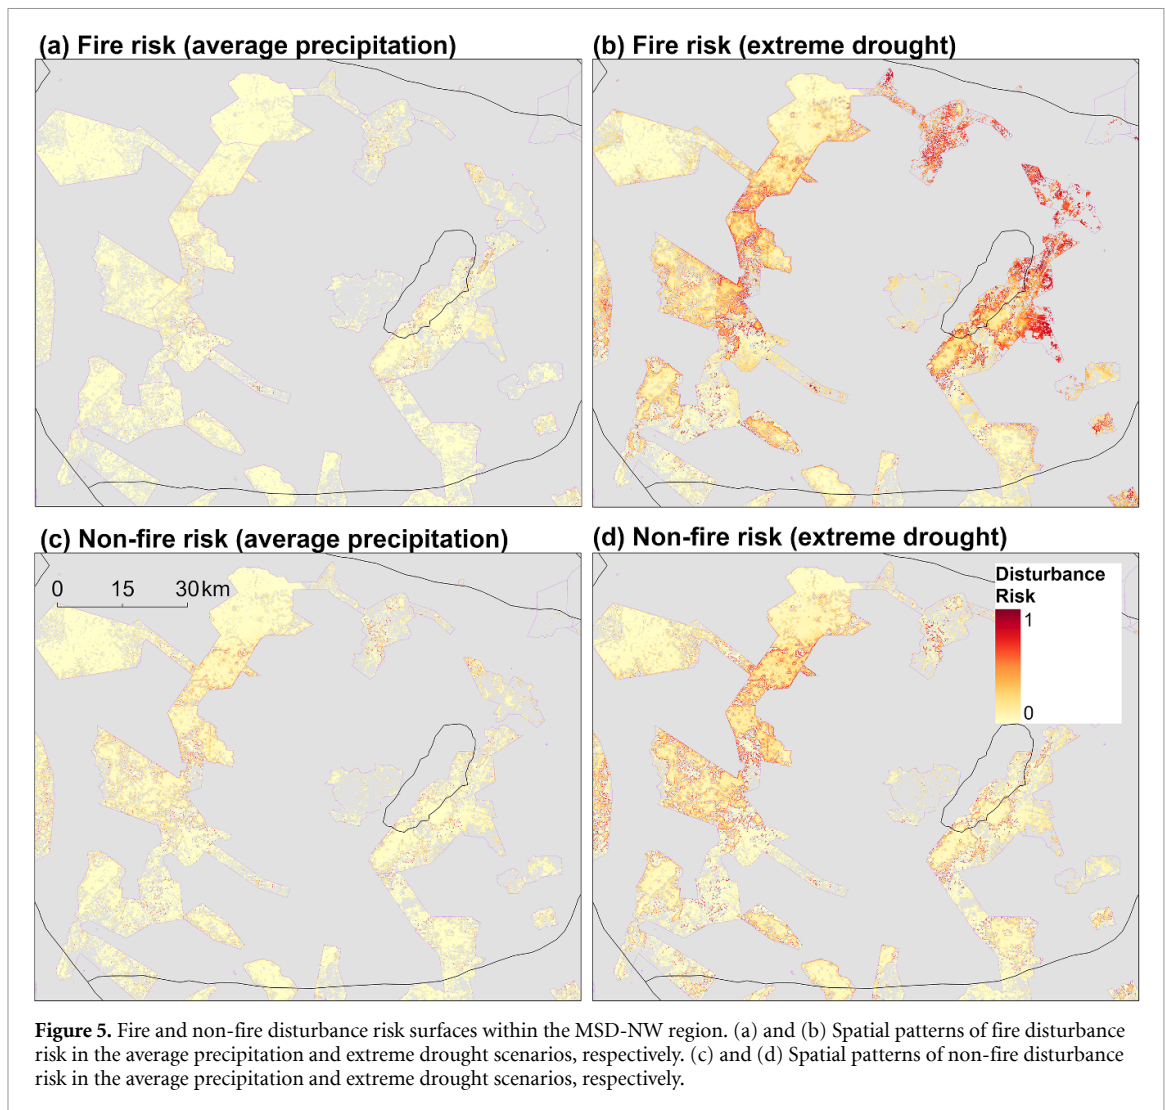 (a) Fire risk (average precipitation)
(b) Fire risk (extreme drought)
(c) Non-fire risk (average precipitation)
0 15 30 km
(d) Non-fire risk (extreme drought)
Disturbance
Risk
1
0
Figure 5. Fire and non-fire disturbance risk surfaces within the MSD-NW region. (a) and (b) Spatial patterns of fire disturbance
risk in the average precipitation and extreme drought scenarios, respectively. (c) and (d) Spatial patterns of non-fire disturbance
risk in the average precipitation and extreme drought scenarios, respectively.